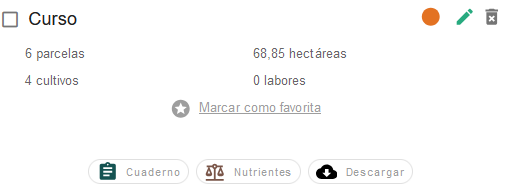 Curso
6 parcelas 68,85 hectáreas
4 cultivos 0 labores
Marcar como favorita
Cuaderno Nutrientes Descargar